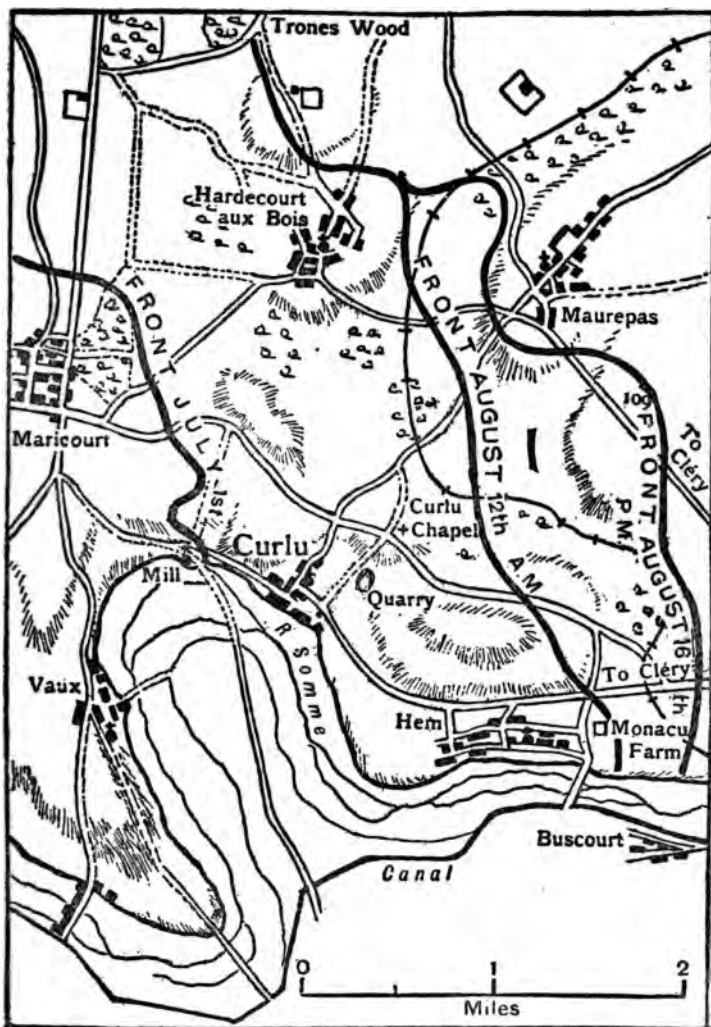 Trones Wood
Hardecourt
aux Bois
Maurepas
FRONT JULY 1st
FRONT AUGUST 12th
A M
109
FRONT AUGUST 16th
P.M.
To
Cléry
Maricourt
Curlu
Chapel
Curlu
Mill
Quarry
R Somme
Vaux
To Cléry
Hem
Monacu
Farm
Buscourt
Canal
0 1 2
Miles